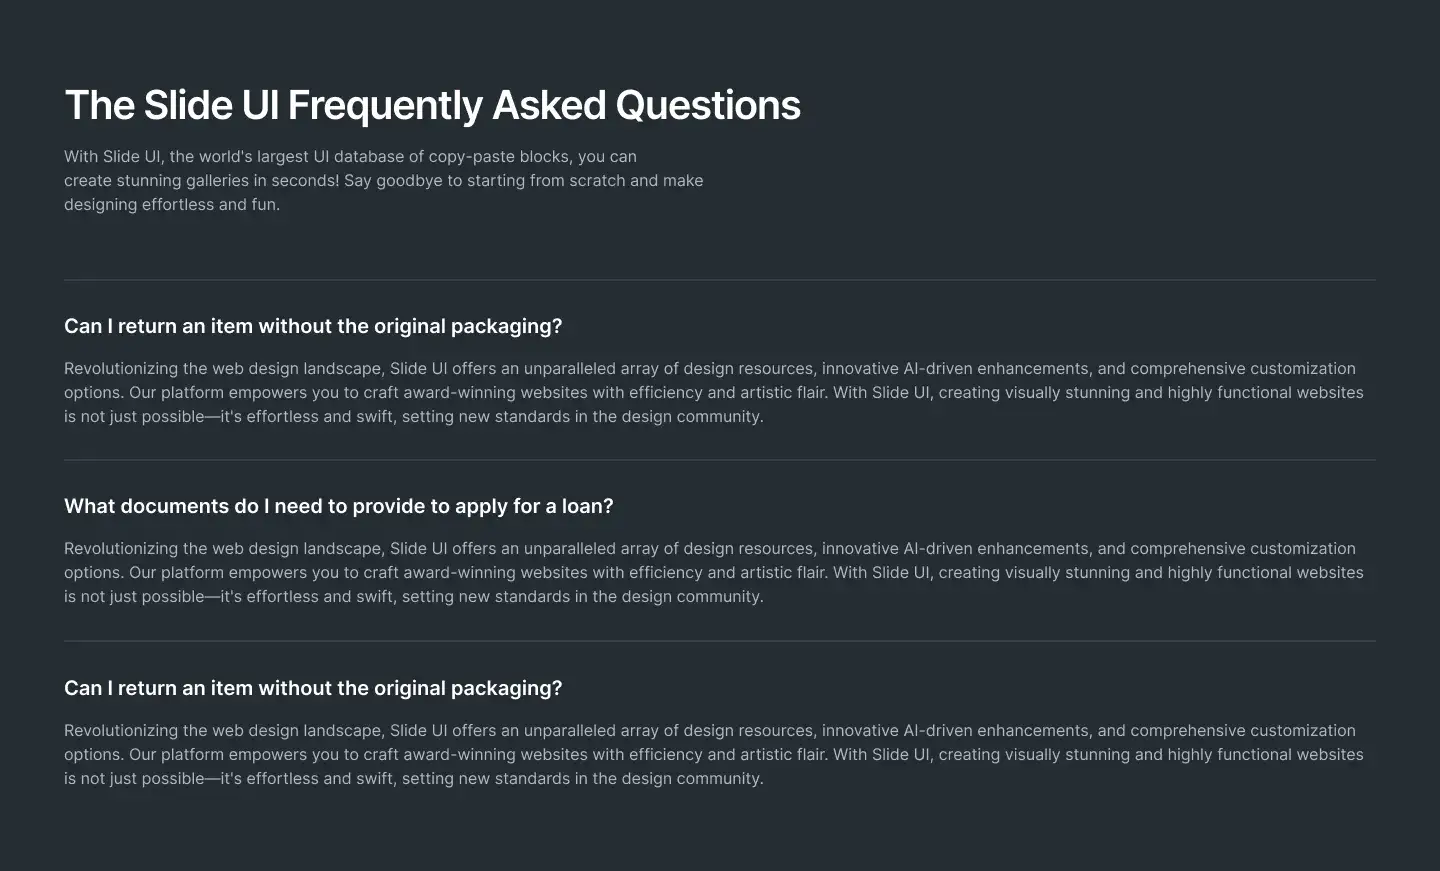 The Slide UI Frequently Asked Questions
With Slide UI, the world's largest UI database of copy-paste blocks, you can
create stunning galleries in seconds! Say goodbye to starting from scratch and make
designing effortless and fun.
Can I return an item without the original packaging?
Revolutionizing the web design landscape, Slide UI offers an unparalleled array of design resources, innovative AI-driven enhancements, and comprehensive customization
options. Our platform empowers you to craft award-winning websites with efficiency and artistic flair. With Slide UI, creating visually stunning and highly functional websites
is not just possible—it's effortless and swift, setting new standards in the design community.
What documents do I need to provide to apply for a loan?
Revolutionizing the web design landscape, Slide UI offers an unparalleled array of design resources, innovative AI-driven enhancements, and comprehensive customization
options. Our platform empowers you to craft award-winning websites with efficiency and artistic flair. With Slide UI, creating visually stunning and highly functional websites
is not just possible—it's effortless and swift, setting new standards in the design community.
Can I return an item without the original packaging?
Revolutionizing the web design landscape, Slide UI offers an unparalleled array of design resources, innovative AI-driven enhancements, and comprehensive customization
options. Our platform empowers you to craft award-winning websites with efficiency and artistic flair. With Slide UI, creating visually stunning and highly functional websites
is not just possible—it's effortless and swift, setting new standards in the design community.